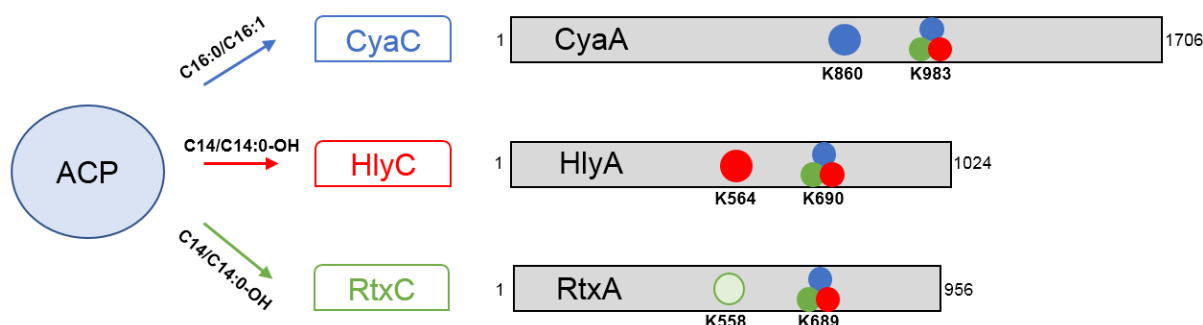 C16:0/C16:1
CyaC
1
CyaA
1706
K860
K983
ACP
C14/C14:0-OH
HlyC
1
HlyA
1024
K564
K690
C14/C14:0-OH
RtxC
1
RtxA
956
K558
K689